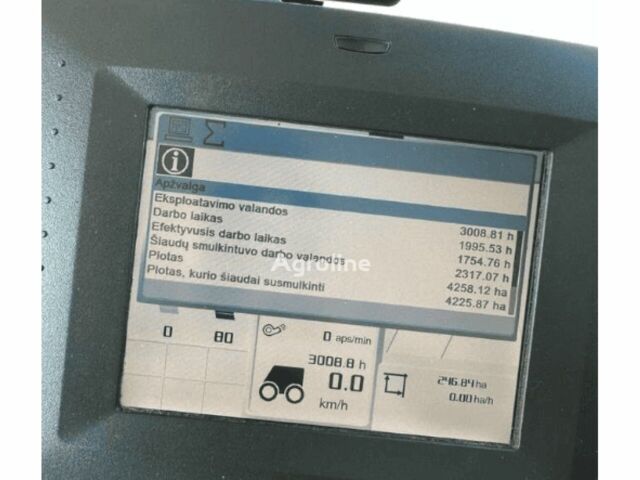 Apžvalga
Eksploatavimo valandos 3008.81 h
Darbo laikas 1995.53 h
Efektyvusis darbo laikas 1754.76 h
Šiaudų smulkintuvo darbo valandos 2317.07 h
Plotas 4258.12 ha
Plotas, kurio šiaudai susmulkinti 4225.87 ha
Agroline
0 80
0 aps/min
3008.8 h
0.0
km/h
246.84 ha
0.00 ha/h